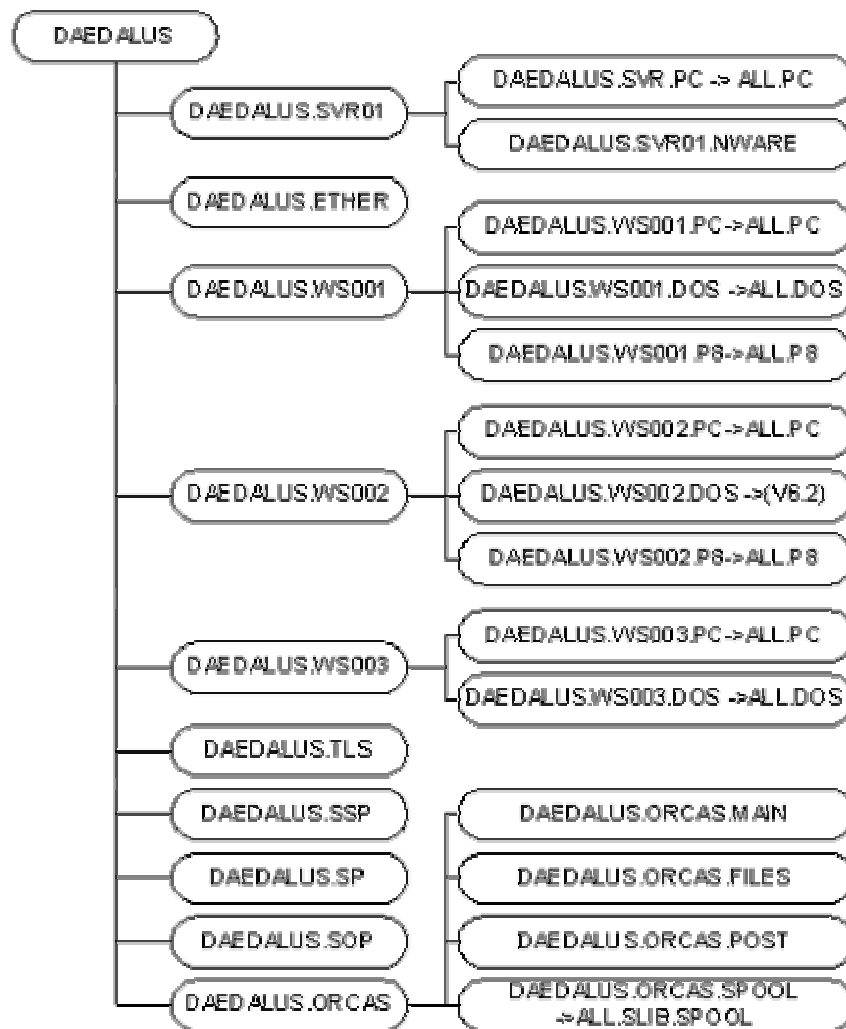 DAEDALUS
DAEDALUS.SVR01
DAEDALUS.SVR.PC -> ALL.PC
DAEDALUS.SVR01.NWARE
DAEDALUS.ETHER
DAEDALUS.WS001
DAEDALUS.WS001.PC->ALL.PC
DAEDALUS.WS001.DOS ->ALL.DOS
DAEDALUS.WS001.P8->ALL.P8
DAEDALUS.WS002
DAEDALUS.WS002.PC->ALL.PC
DAEDALUS.WS002.DOS ->(V6.2)
DAEDALUS.WS002.P8->ALL.P8
DAEDALUS.WS003
DAEDALUS.WS003.PC->ALL.PC
DAEDALUS.WS003.DOS ->ALL.DOS
DAEDALUS.TLS
DAEDALUS.SSP
DAEDALUS.SP
DAEDALUS.SOP
DAEDALUS.ORCAS
DAEDALUS.ORCAS.MAIN
DAEDALUS.ORCAS.FILES
DAEDALUS.ORCAS.POST
DAEDALUS.ORCAS.SPOOL
->ALL.SLIB.SPOOL